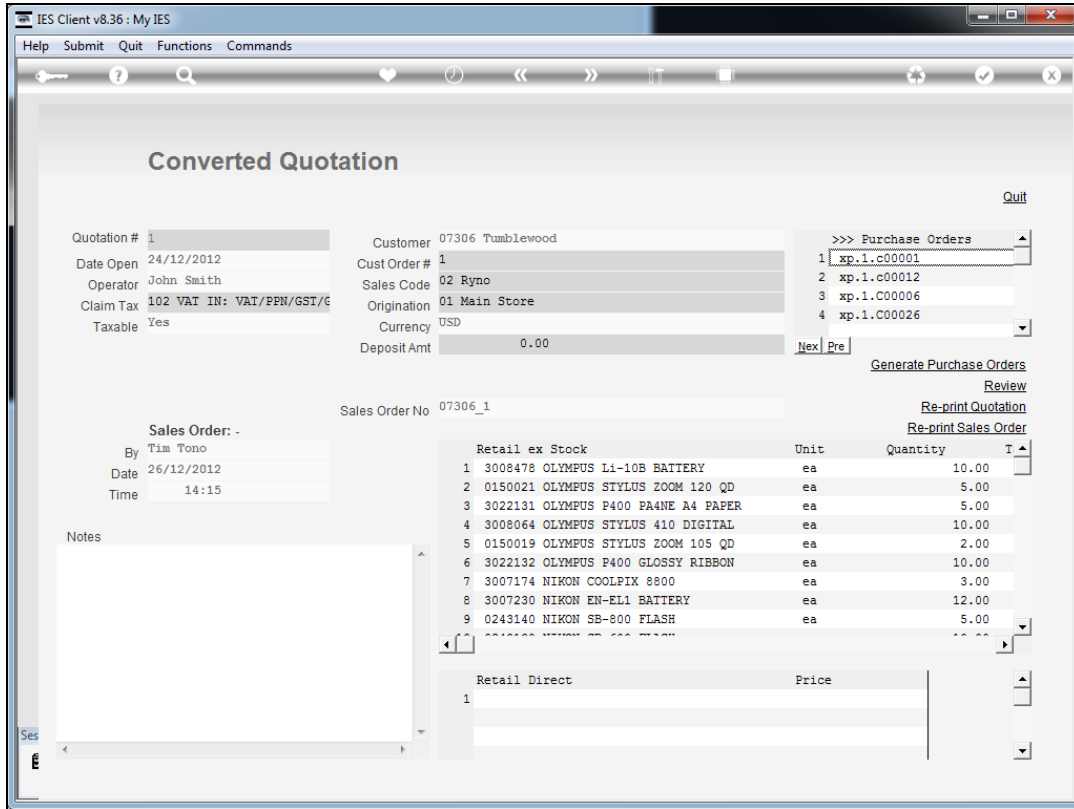 IES Client v8.36 : My IES
Help Submit Quit Functions Commands
Converted Quotation
Quit
Quotation # 1
Date Open 24/12/2012
Operator John Smith
Claim Tax 102 VAT IN: VAT/PPN/GST/G
Taxable Yes
Customer 07306 Tumblewood
Cust Order # 1
Sales Code 02 Ryno
Origination 01 Main Store
Currency USD
Deposit Amt 0.00
>>> Purchase Orders
1 xp.1.c00001
2 xp.1.c00012
3 xp.1.C00006
4 xp.1.C00026
Nex Pre
Generate Purchase Orders
Review
Re-print Quotation
Re-print Sales Order
Sales Order No 07306_1
Sales Order: -
By Tim Tono
Date 26/12/2012
Time 14:15
Notes
Retail ex Stock Unit Quantity T
1 3008478 OLYMPUS Li-10B BATTERY ea 10.00
2 0150021 OLYMPUS STYLUS ZOOM 120 QD ea 5.00
3 3022131 OLYMPUS P400 PA4NE A4 PAPER ea 5.00
4 3008064 OLYMPUS STYLUS 410 DIGITAL ea 10.00
5 0150019 OLYMPUS STYLUS ZOOM 105 QD ea 2.00
6 3022132 OLYMPUS P400 GLOSSY RIBBON ea 10.00
7 3007174 NIKON COOLPIX 8800 ea 3.00
8 3007230 NIKON EN-EL1 BATTERY ea 12.00
9 0243140 NIKON SB-800 FLASH ea 5.00
Retail Direct Price
1
Ses